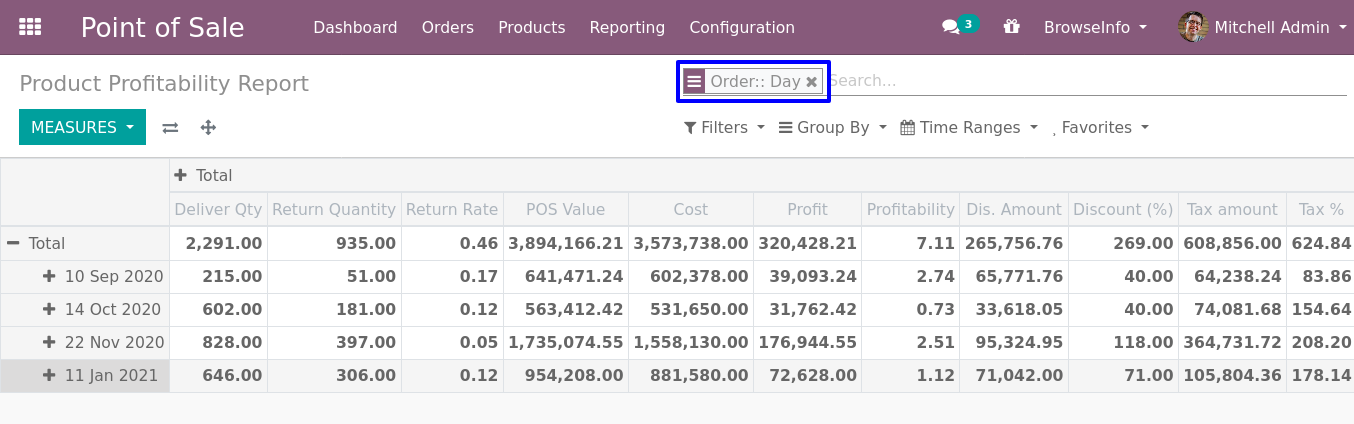 Point of Sale Dashboard Orders Products Reporting Configuration 3 BrowseInfo Mitchell Admin
Product Profitability Report Order:: Day Search...
MEASURES Filters Group By Time Ranges Favorites
Total
Deliver Qty Return Quantity Return Rate POS Value Cost Profit Profitability Dis. Amount Discount (%) Tax amount Tax %
Total 2,291.00 935.00 0.46 3,894,166.21 3,573,738.00 320,428.21 7.11 265,756.76 269.00 608,856.00 624.84
10 Sep 2020 215.00 51.00 0.17 641,471.24 602,378.00 39,093.24 2.74 65,771.76 40.00 64,238.24 83.86
14 Oct 2020 602.00 181.00 0.12 563,412.42 531,650.00 31,762.42 0.73 33,618.05 40.00 74,081.68 154.64
22 Nov 2020 828.00 397.00 0.05 1,735,074.55 1,558,130.00 176,944.55 2.51 95,324.95 118.00 364,731.72 208.20
11 Jan 2021 646.00 306.00 0.12 954,208.00 881,580.00 72,628.00 1.12 71,042.00 71.00 105,804.36 178.14